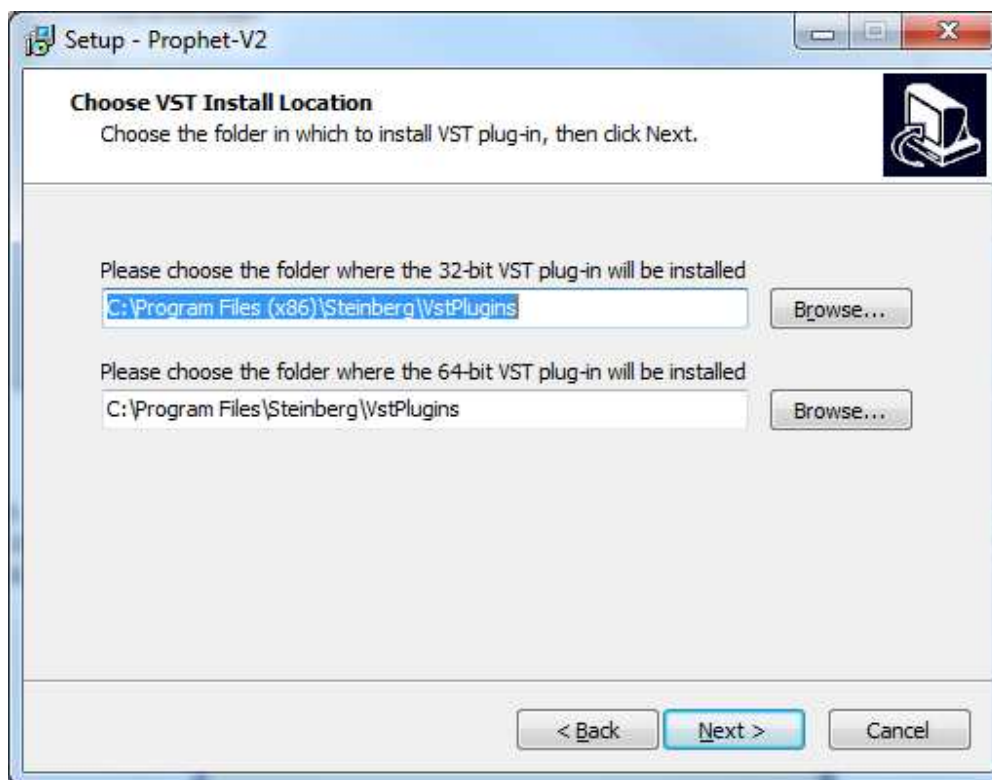 Setup - Prophet-V2
Choose VST Install Location
Choose the folder in which to install VST plug-in, then click Next.
Please choose the folder where the 32-bit VST plug-in will be installed
C:\Program Files (x86)\Steinberg\VstPlugins
Browse...
Please choose the folder where the 64-bit VST plug-in will be installed
C:\Program Files\Steinberg\VstPlugins
Browse...
< Back
Next >
Cancel